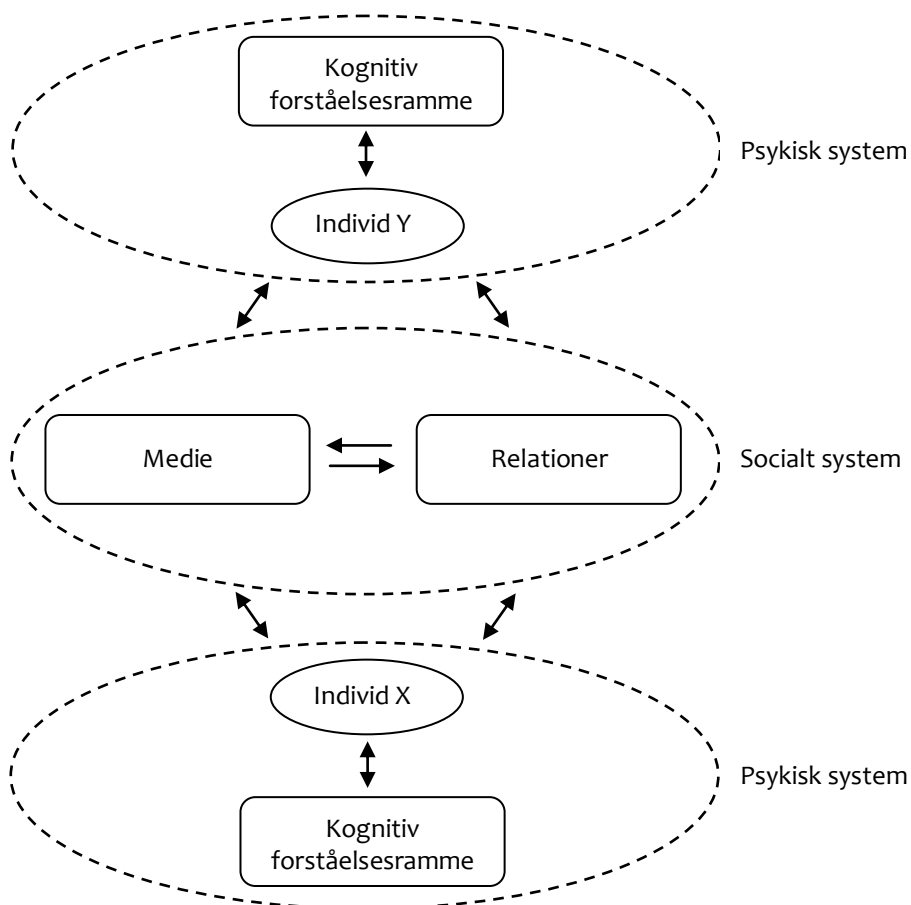 Kognitiv
forståelsesramme
Psykisk system
Individ Y
Medie
Relationer
Socialt system
Individ X
Psykisk system
Kognitiv
forståelsesramme